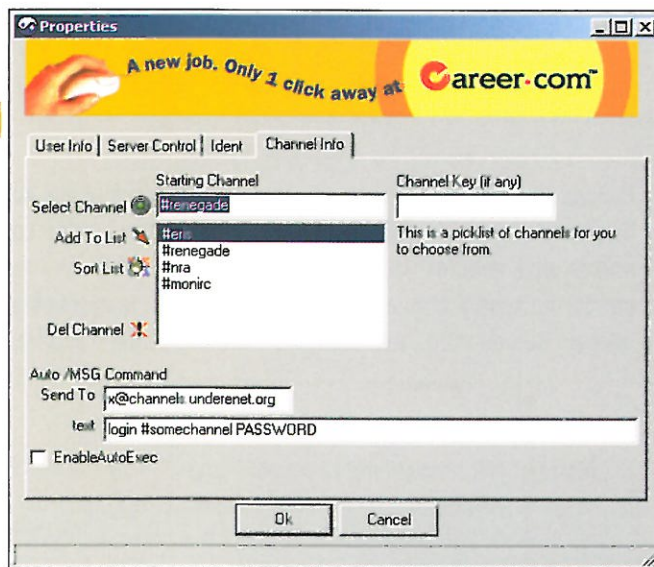 Properties
A new job. Only 1 click away at Career.com™
User Info Server Control Ident Channel Info
Starting Channel
Channel Key (if any)
Select Channel
#renegade
Add To List
Sort List
Del Channel
#eris
#renegade
#nra
#monirc
This is a picklist of channels for you
to choose from.
Auto /MSG Command
Send To x@channels.underenet.org
text login #somechannel PASSWORD
EnableAutoExec
Ok Cancel